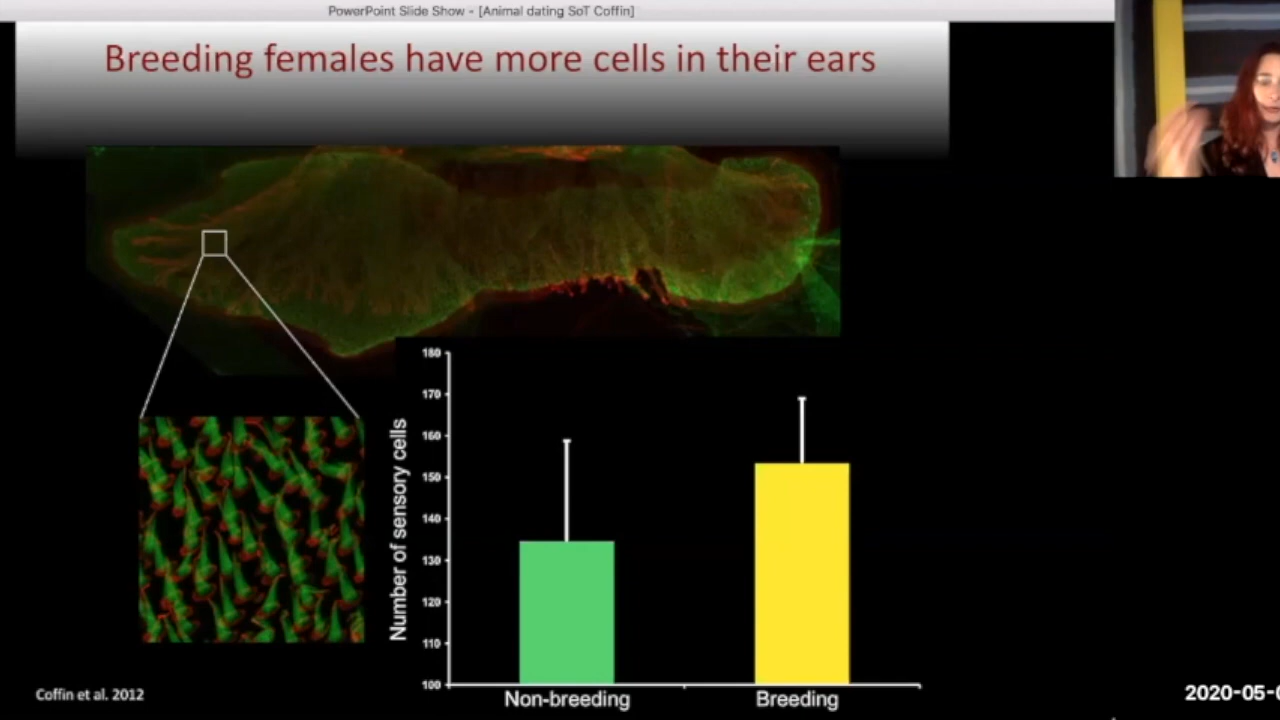 PowerPoint Slide Show - [Animal dating SoT Coffin]
Breeding females have more cells in their ears
180
170
160
150
140
130
120
110
100
Number of sensory cells
Non-breeding
Breeding
Coffin et al. 2012
2020-05-0